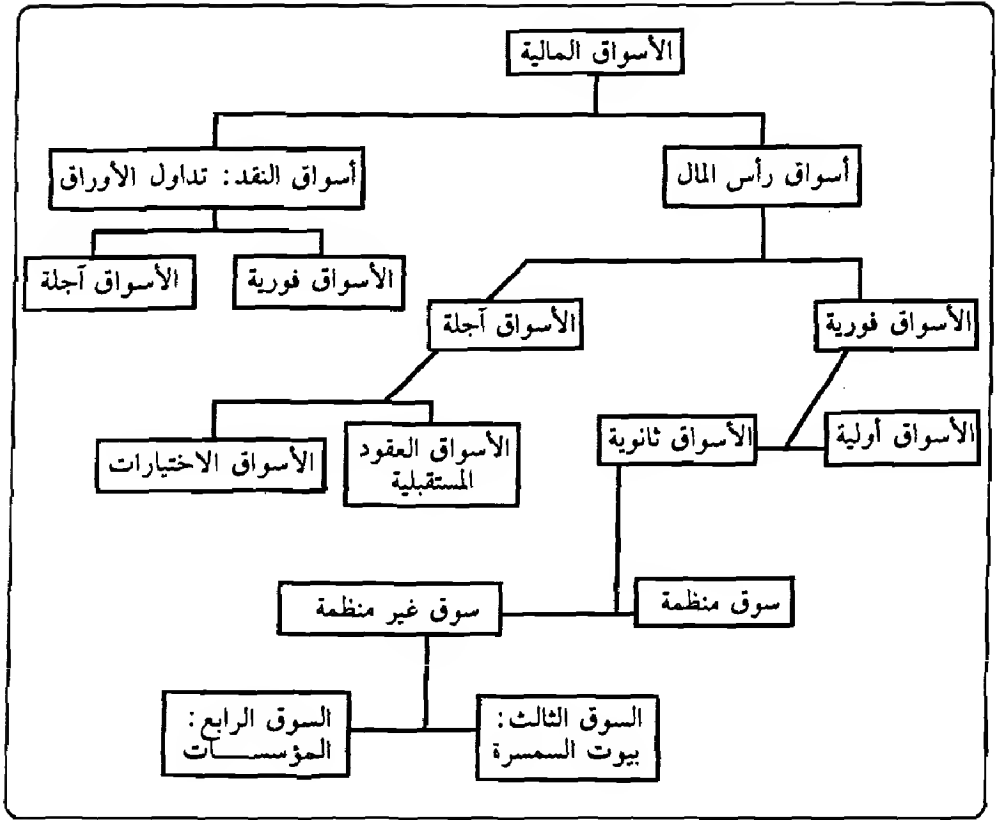 الأسواق المالية
أسواق رأس المال
أسواق النقد: تداول الأوراق
الأسواق فورية
الأسواق آجلة
الأسواق فورية
الأسواق آجلة
الأسواق أولية
الأسواق ثانوية
الأسواق العقود
المستقبلية
الأسواق الاختيارات
سوق منظمة
سوق غير منظمة
السوق الثالث:
بيوت السمسرة
السوق الرابع:
المؤسسات